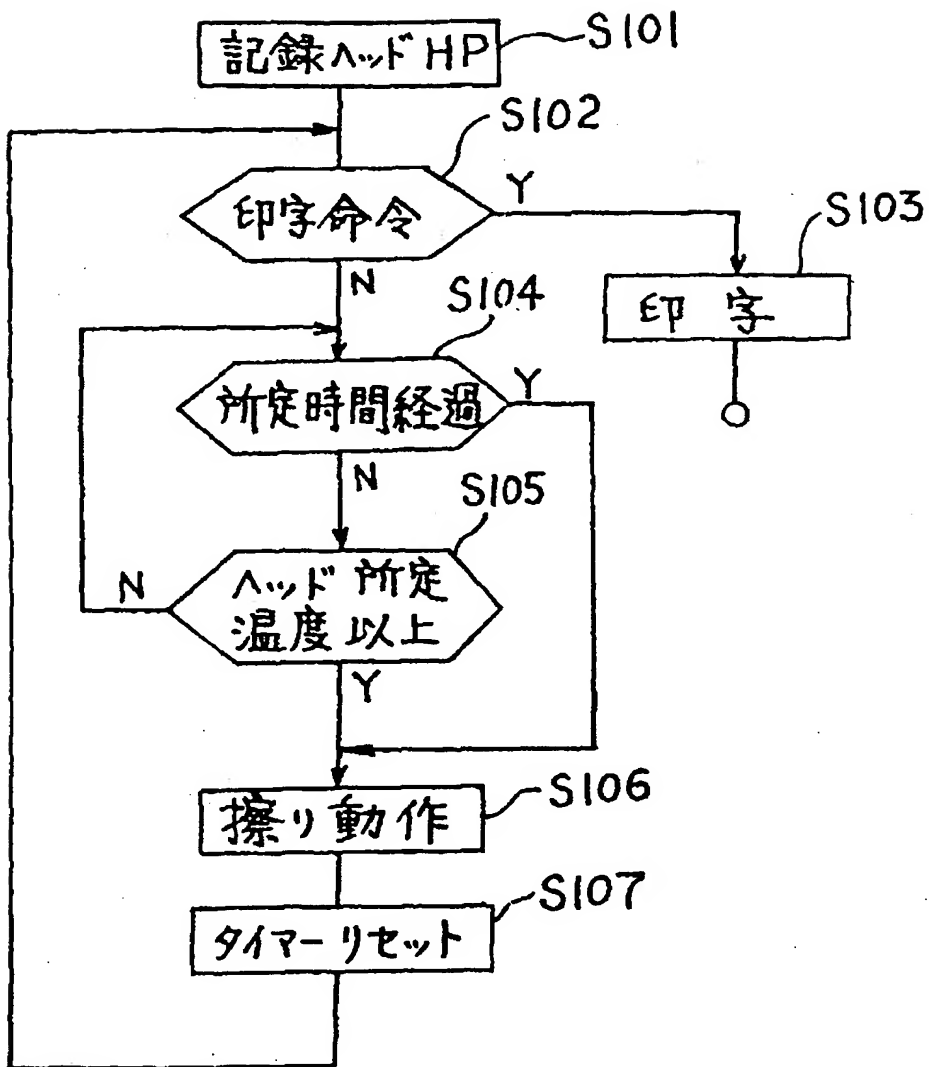 記録ヘッドHP
S101
S102
印字命令
Y
S103
印字
N
S104
所定時間経過
Y
N
S105
ヘッド所定
温度以上
N
Y
S106
擦り動作
S107
タイマーリセット